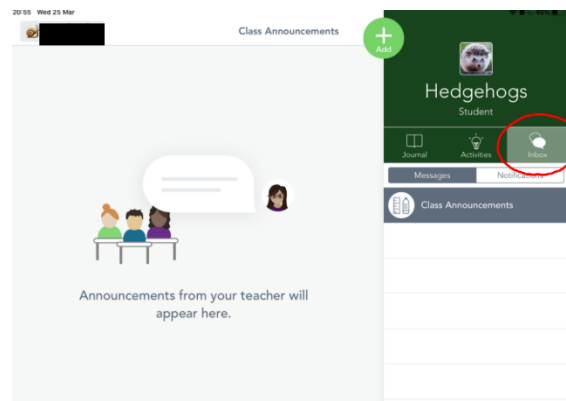 20:55 Wed 25 Mar
Class Announcements
Add
Hedgehogs
Student
Journal
Activities
Inbox
Messages
Notifications
Class Announcements
Announcements from your teacher will
appear here.